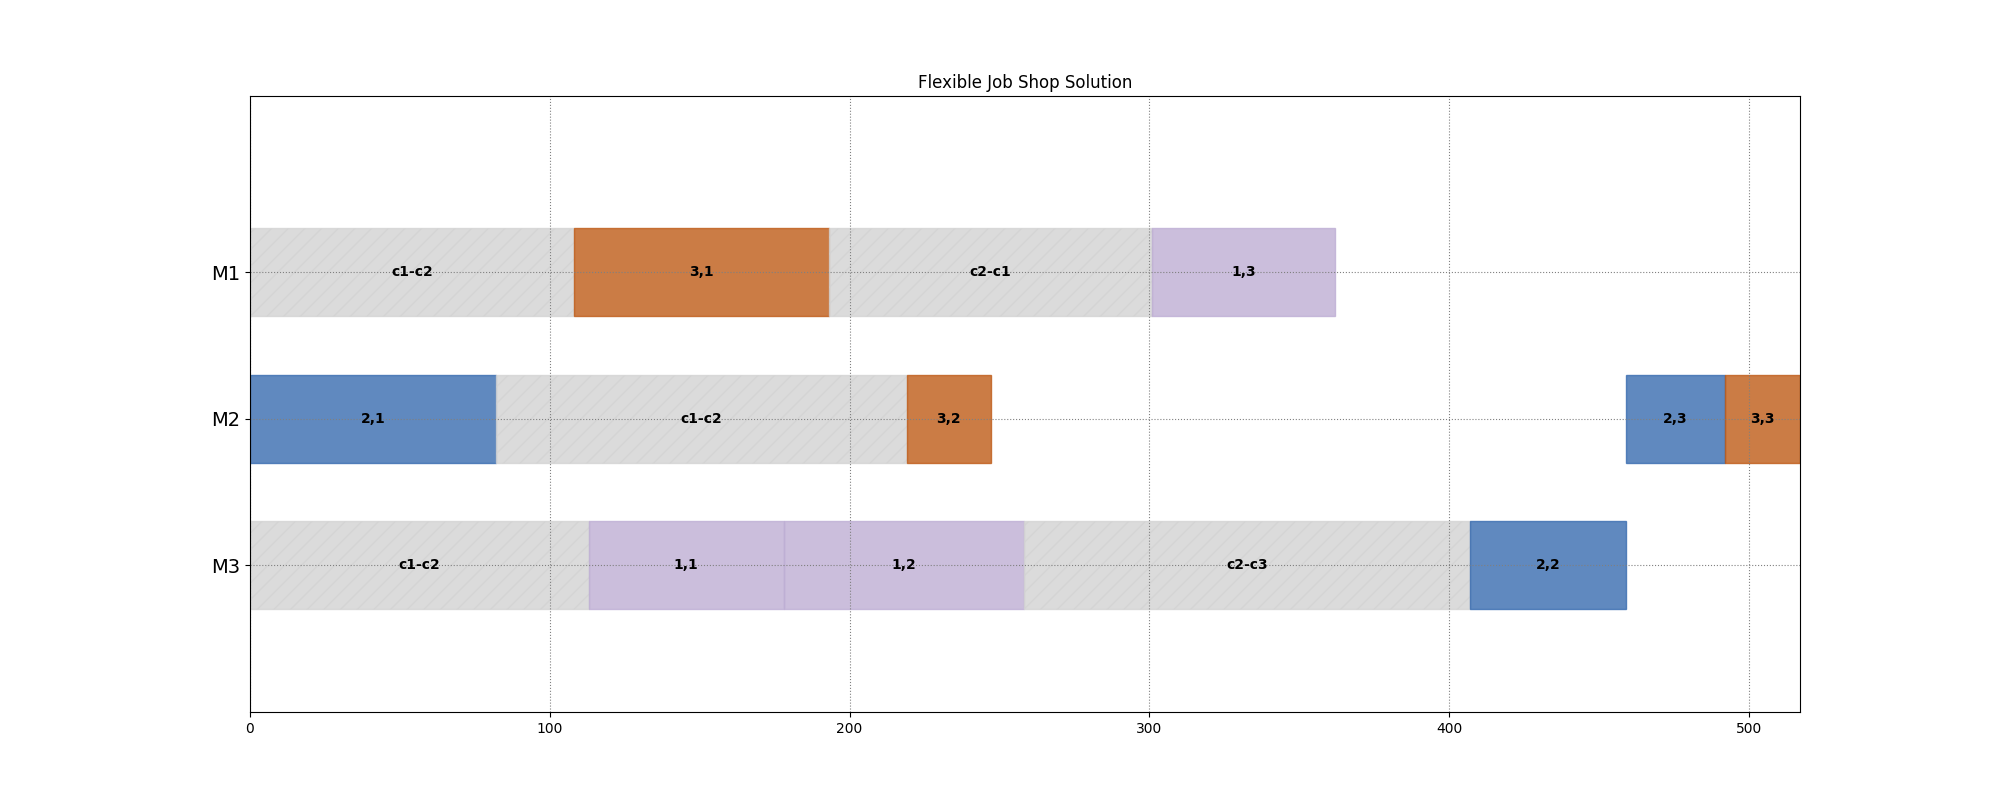 Flexible Job Shop Solution
M1
c1-c2
3,1
c2-c1
1,3
M2
2,1
c1-c2
3,2
2,3
3,3
M3
c1-c2
1,1
1,2
c2-c3
2,2
0
100
200
300
400
500